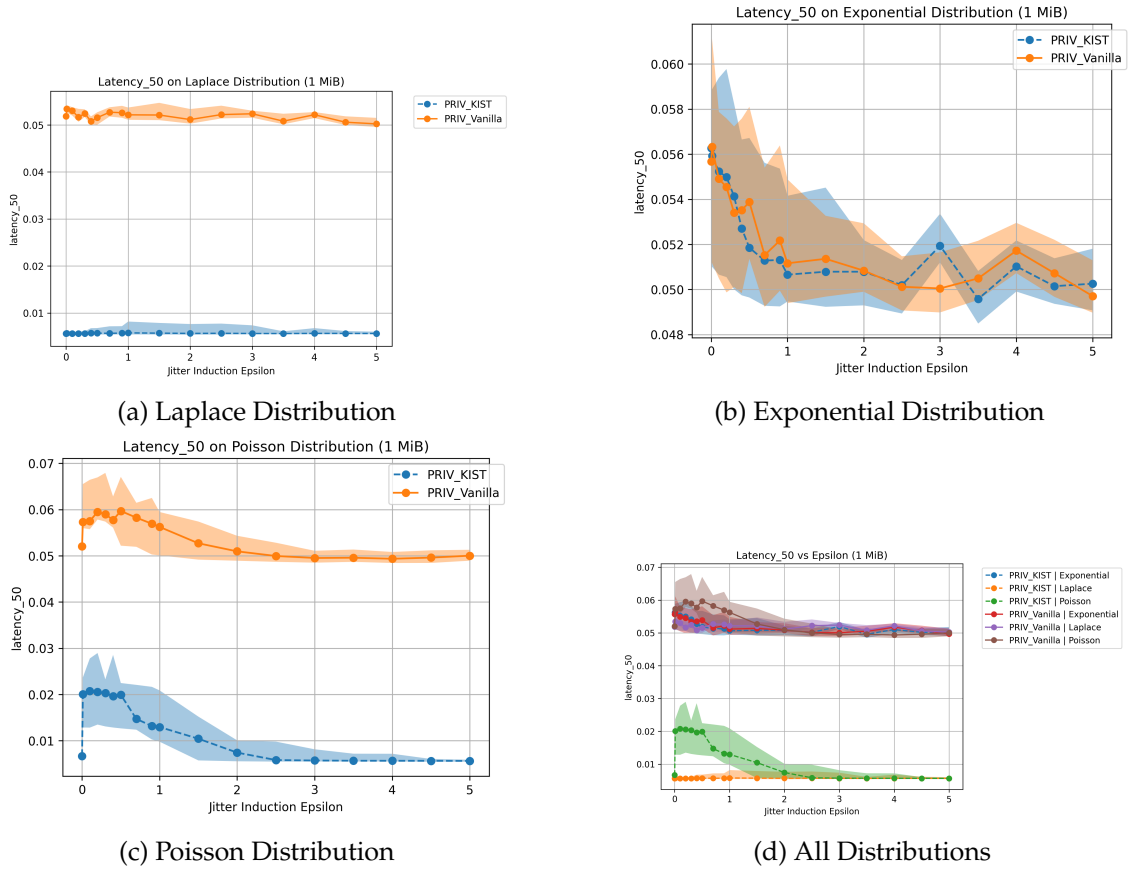 Latency_50 on Laplace Distribution (1 MiB)
PRIV_KIST
PRIV_Vanilla
latency_50
0.05
0.04
0.03
0.02
0.01
0 1 2 3 4 5
Jitter Induction Epsilon
(a) Laplace Distribution
Latency_50 on Exponential Distribution (1 MiB)
PRIV_KIST
PRIV_Vanilla
latency_50
0.060
0.058
0.056
0.054
0.052
0.050
0.048
0 1 2 3 4 5
Jitter Induction Epsilon
(b) Exponential Distribution
Latency_50 on Poisson Distribution (1 MiB)
PRIV_KIST
PRIV_Vanilla
latency_50
0.07
0.06
0.05
0.04
0.03
0.02
0.01
0 1 2 3 4 5
Jitter Induction Epsilon
(c) Poisson Distribution
Latency_50 vs Epsilon (1 MiB)
PRIV_KIST | Exponential
PRIV_KIST | Laplace
PRIV_KIST | Poisson
PRIV_Vanilla | Exponential
PRIV_Vanilla | Laplace
PRIV_Vanilla | Poisson
latency_50
0.07
0.06
0.05
0.04
0.03
0.02
0.01
0 1 2 3 4 5
Jitter Induction Epsilon
(d) All Distributions